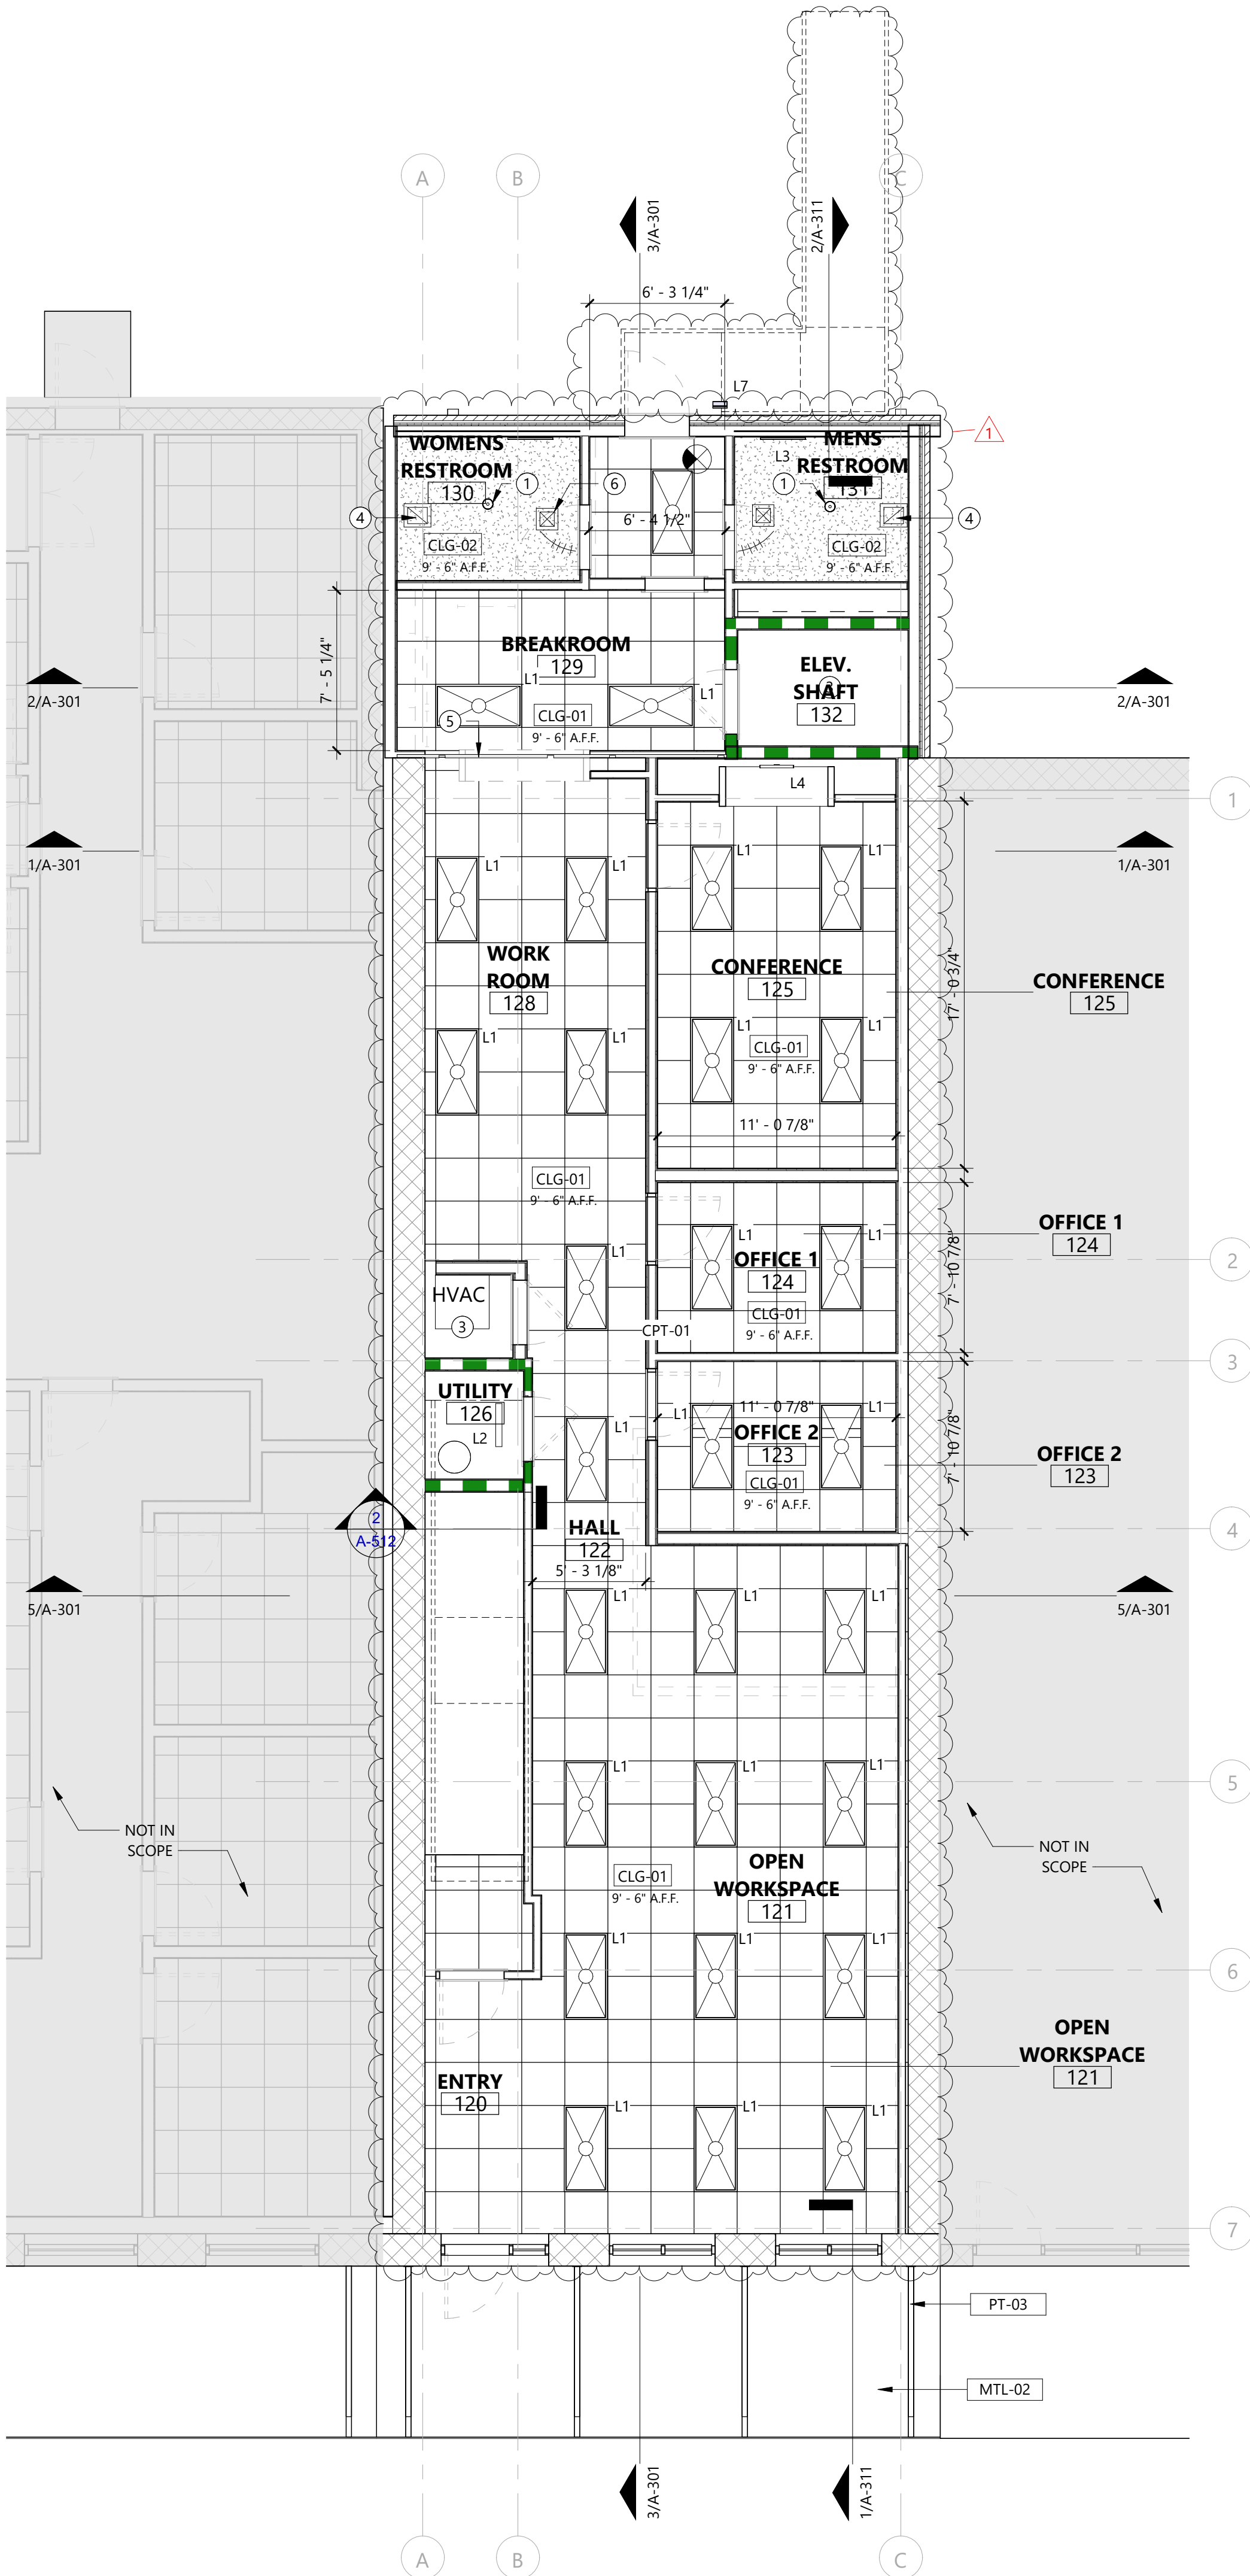 A
B
C
3/A-301
2/A-311
6' - 3 1/4"
L7
1
WOMENS
RESTROOM
130
1
6
L3
MENS
RESTROOM
131
1
4
6' - 4 1/2"
4
CLG-02
9' - 6" A.F.F.
CLG-02
9' - 6" A.F.F.
7' - 5 1/4"
BREAKROOM
129
L1
L1
CLG-01
9' - 6" A.F.F.
5
ELEV.
SHAFT
132
2/A-301
2/A-301
L4
1
1/A-301
1/A-301
L1
L1
L1
L1
WORK
ROOM
128
CONFERENCE
125
17' - 0 3/4"
CONFERENCE
125
L1
L1
L1
L1
CLG-01
9' - 6" A.F.F.
11' - 0 7/8"
CLG-01
9' - 6" A.F.F.
L1
L1
L1
OFFICE 1
124
OFFICE 1
124
CLG-01
9' - 6" A.F.F.
7' - 10 7/8"
2
HVAC
3
CPT-01
3
UTILITY
126
L2
L1
L1
11' - 0 7/8"
L1
OFFICE 2
123
CLG-01
9' - 6" A.F.F.
7' - 10 7/8"
OFFICE 2
123
2
A-512
HALL
122
5' - 3 1/8"
4
5/A-301
5/A-301
L1
L1
L1
L1
L1
L1
5
NOT IN
SCOPE
NOT IN
SCOPE
CLG-01
9' - 6" A.F.F.
OPEN
WORKSPACE
121
L1
L1
L1
6
OPEN
WORKSPACE
121
ENTRY
120
L1
L1
L1
7
PT-03
MTL-02
3/A-301
1/A-311
A
B
C